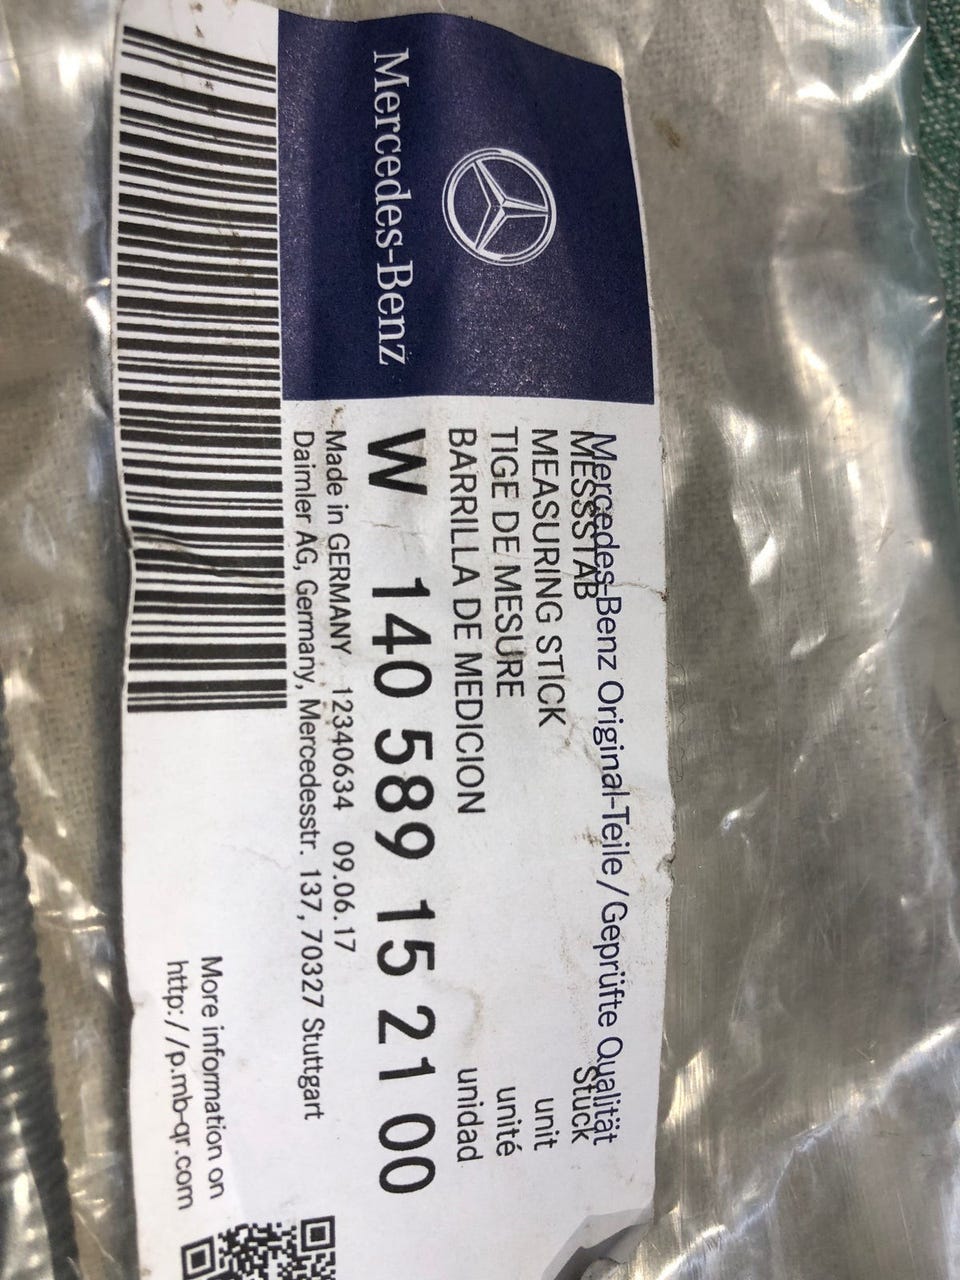 Mercedes-Benz
Mercedes-Benz Original-Teile/Geprüfte Qualität
MESSSTAB Stück
MEASURING STICK unit
TIGE DE MESURE unité
BARRILLA DE MEDICION unidad
W 140 589 15 21 00
Made in GERMANY 12340634 09.06.17
Daimler AG, Germany, Mercedesstr. 137, 70327 Stuttgart
More information on
http://p.mb-qr.com